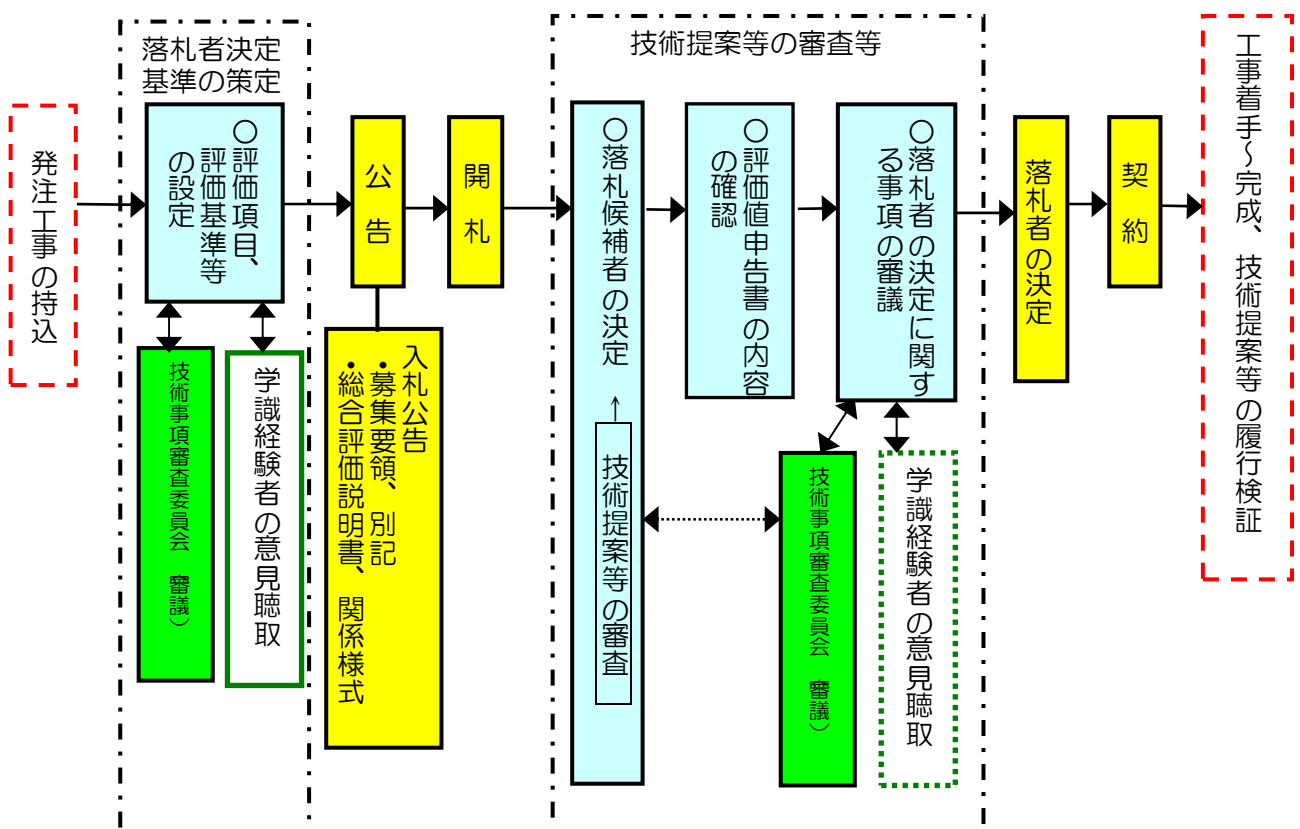 落札者決定
基準の策定
技術提案等の審査等
発注工事の持込
〇評価項目、
評価基準等
の設定
技術事項審査委員会 審議）
学識経験者の意見聴取
公告
入札公告
・募集要領、別記
・総合評価説明書、関係様式
開札
〇落札候補者の決定
↑
技術提案等の審査
〇評価値申告書の内容
の確認
〇落札者の決定に関す
る事項の審議
技術事項審査委員会 審議）
学識経験者の意見聴取
落札者の決定
契約
工事着手～完成、技術提案等の履行検証